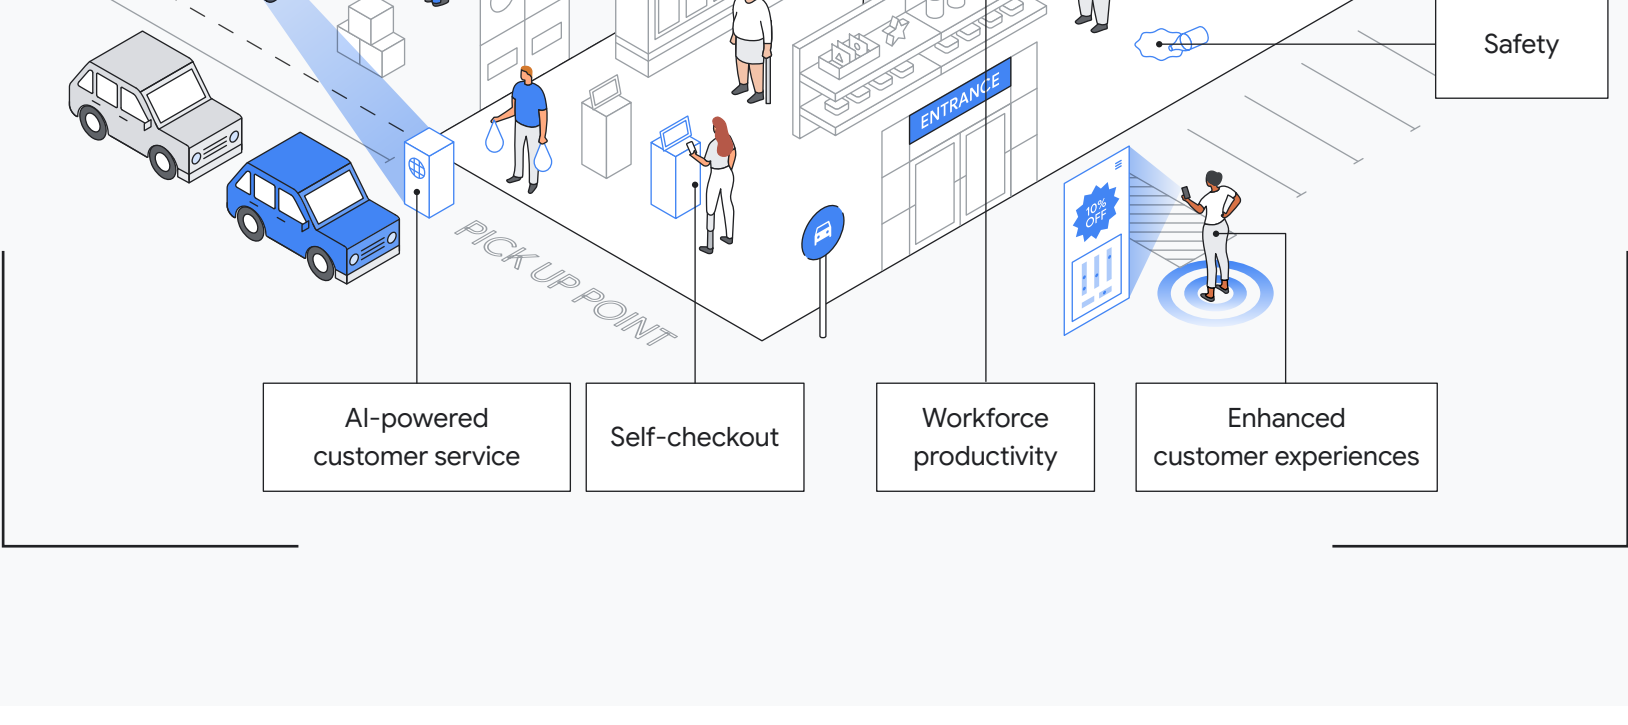 Safety
ENTRANCE
10%
OFF
PICK UP POINT
AI-powered
customer service
Self-checkout
Workforce
productivity
Enhanced
customer experiences